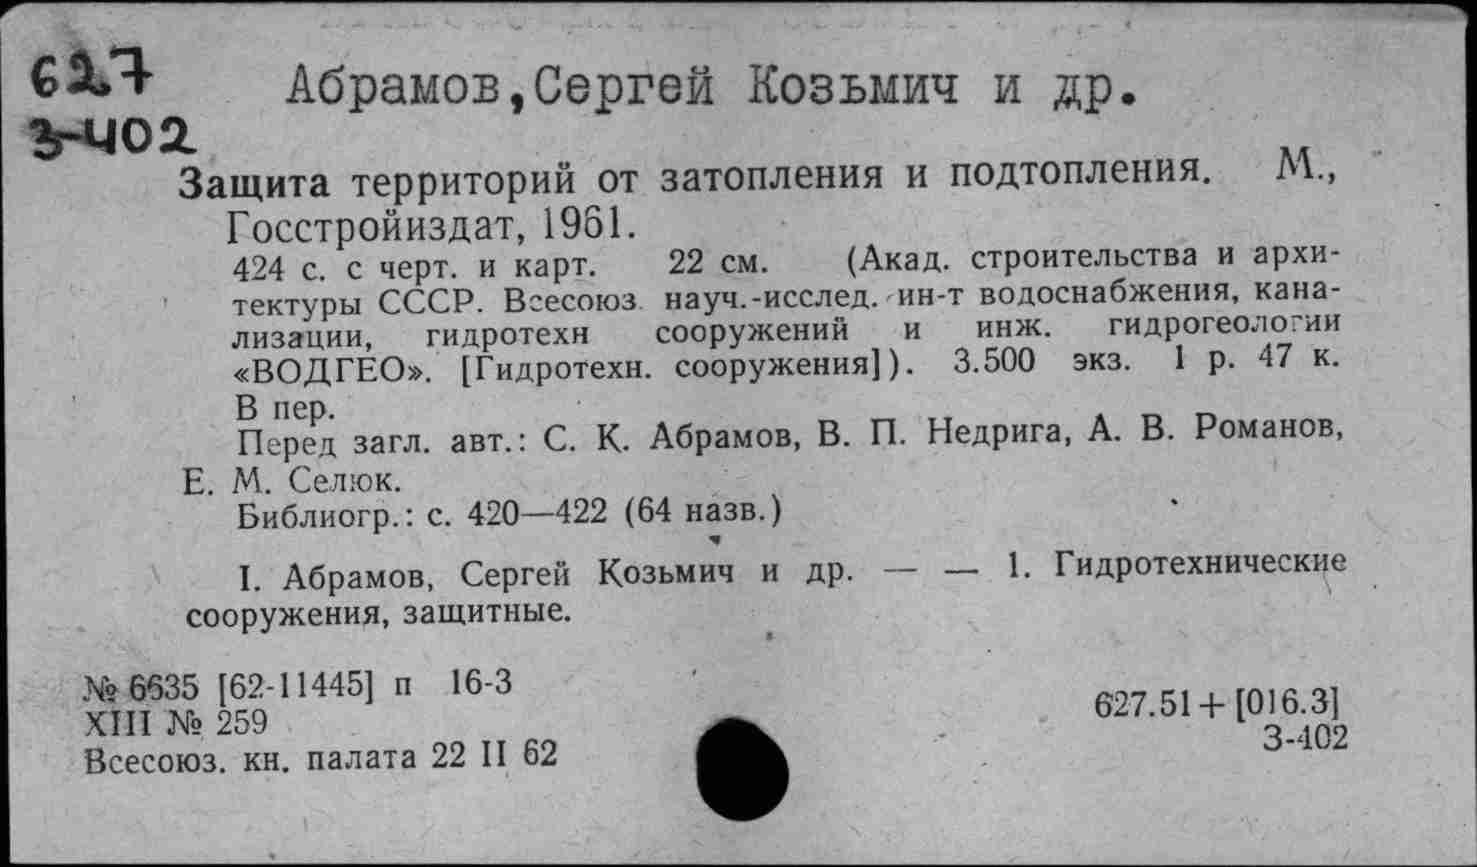 627 Абрамов,Сергей Козьмич и др.
З-402
Защита территорий от затопления и подтопления. М.,
Госстройиздат, 1961.
424 с. с черт. и карт. 22 см. (Акад. строительства и архи-
тектуры СССР. Всесоюз. науч.-исслед. ин-т водоснабжения, кана-
лизации, гидротехн сооружений и инж. гидрогеологии
«ВОДГЕО». [Гидротехн. сооружения]). 3.500 экз. 1 р. 47 к.
В пер.
Перед загл. авт.: С. К. Абрамов, В. П. Недрига, А. В. Романов,
Е. М. Селюк.
Библиогр.: с. 420—422 (64 назв.)
I. Абрамов, Сергей Козьмич и др. — — 1. Гидротехнические
сооружения, защитные.
№ 6635 [62-11445] п 16-3
XIII № 259
Всесоюз. кн. палата 22 II 62
627.51+[016.3]
З-402